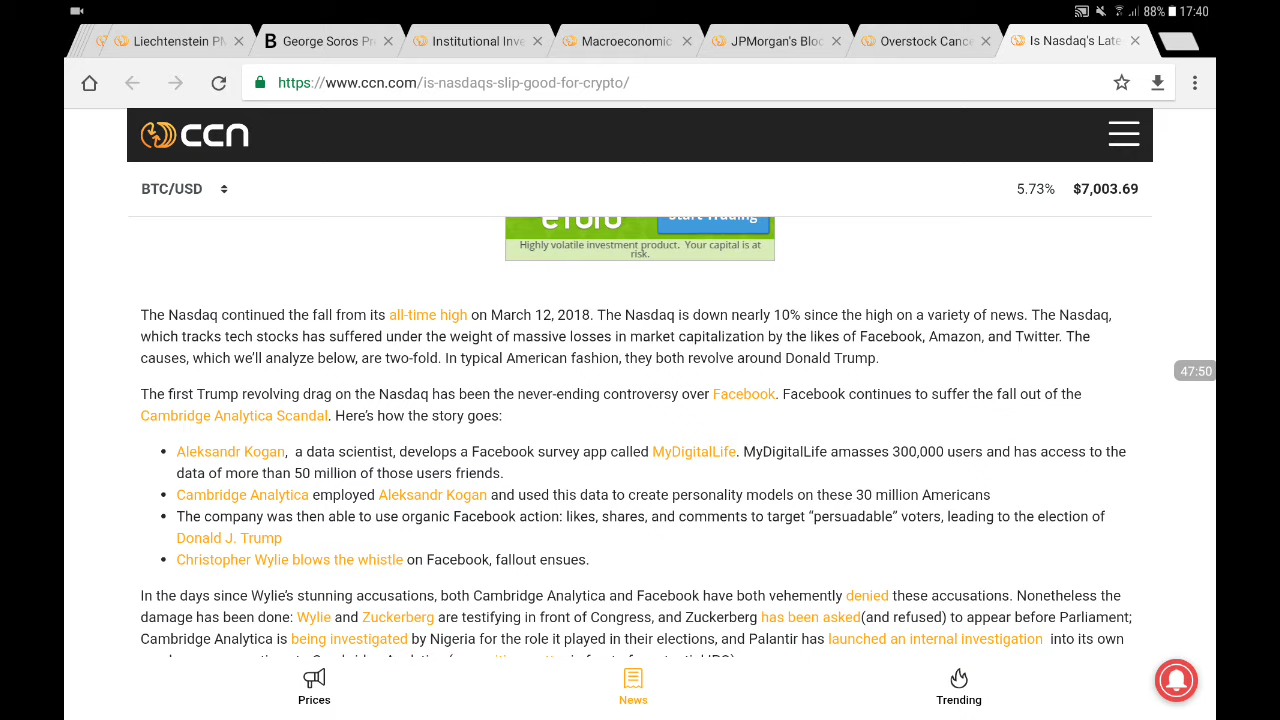 88% 17:40
Liechtenstein PM
George Soros Pr
Institutional Inve
Macroeconomic
JPMorgan's Bloc
Overstock Cance
Is Nasdaq's Late
https://www.ccn.com/is-nasdaqs-slip-good-for-crypto/
ccn
BTC/USD 5.73% $7,003.69
eToro Start Trading
Highly volatile investment product. Your capital is at
risk.
The Nasdaq continued the fall from its all-time high on March 12, 2018. The Nasdaq is down nearly 10% since the high on a variety of news. The Nasdaq,
which tracks tech stocks has suffered under the weight of massive losses in market capitalization by the likes of Facebook, Amazon, and Twitter. The
causes, which we'll analyze below, are two-fold. In typical American fashion, they both revolve around Donald Trump.
47:50
The first Trump revolving drag on the Nasdaq has been the never-ending controversy over Facebook. Facebook continues to suffer the fall out of the
Cambridge Analytica Scandal. Here's how the story goes:
• Aleksandr Kogan, a data scientist, develops a Facebook survey app called MyDigitalLife. MyDigitalLife amasses 300,000 users and has access to the
data of more than 50 million of those users friends.
• Cambridge Analytica employed Aleksandr Kogan and used this data to create personality models on these 30 million Americans
• The company was then able to use organic Facebook action: likes, shares, and comments to target “persuadable” voters, leading to the election of
Donald J. Trump
• Christopher Wylie blows the whistle on Facebook, fallout ensues.
In the days since Wylie's stunning accusations, both Cambridge Analytica and Facebook have both vehemently denied these accusations. Nonetheless the
damage has been done: Wylie and Zuckerberg are testifying in front of Congress, and Zuckerberg has been asked(and refused) to appear before Parliament;
Cambridge Analytica is being investigated by Nigeria for the role it played in their elections, and Palantir has launched an internal investigation into its own
Prices
News
Trending